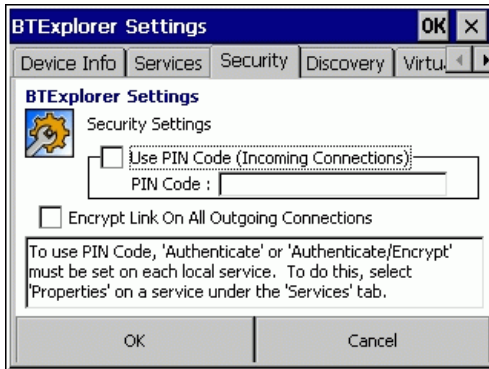 BTExplorer Settings OK ×
Device Info Services Security Discovery
BTExplorer Settings
Security Settings
Use PIN Code (Incoming Connections)
PIN Code :
Encrypt Link On All Outgoing Connections
To use PIN Code, 'Authenticate' or 'Authenticate/Encrypt'
must be set on each local service. To do this, select
'Properties' on a service under the 'Services' tab.
OK Cancel